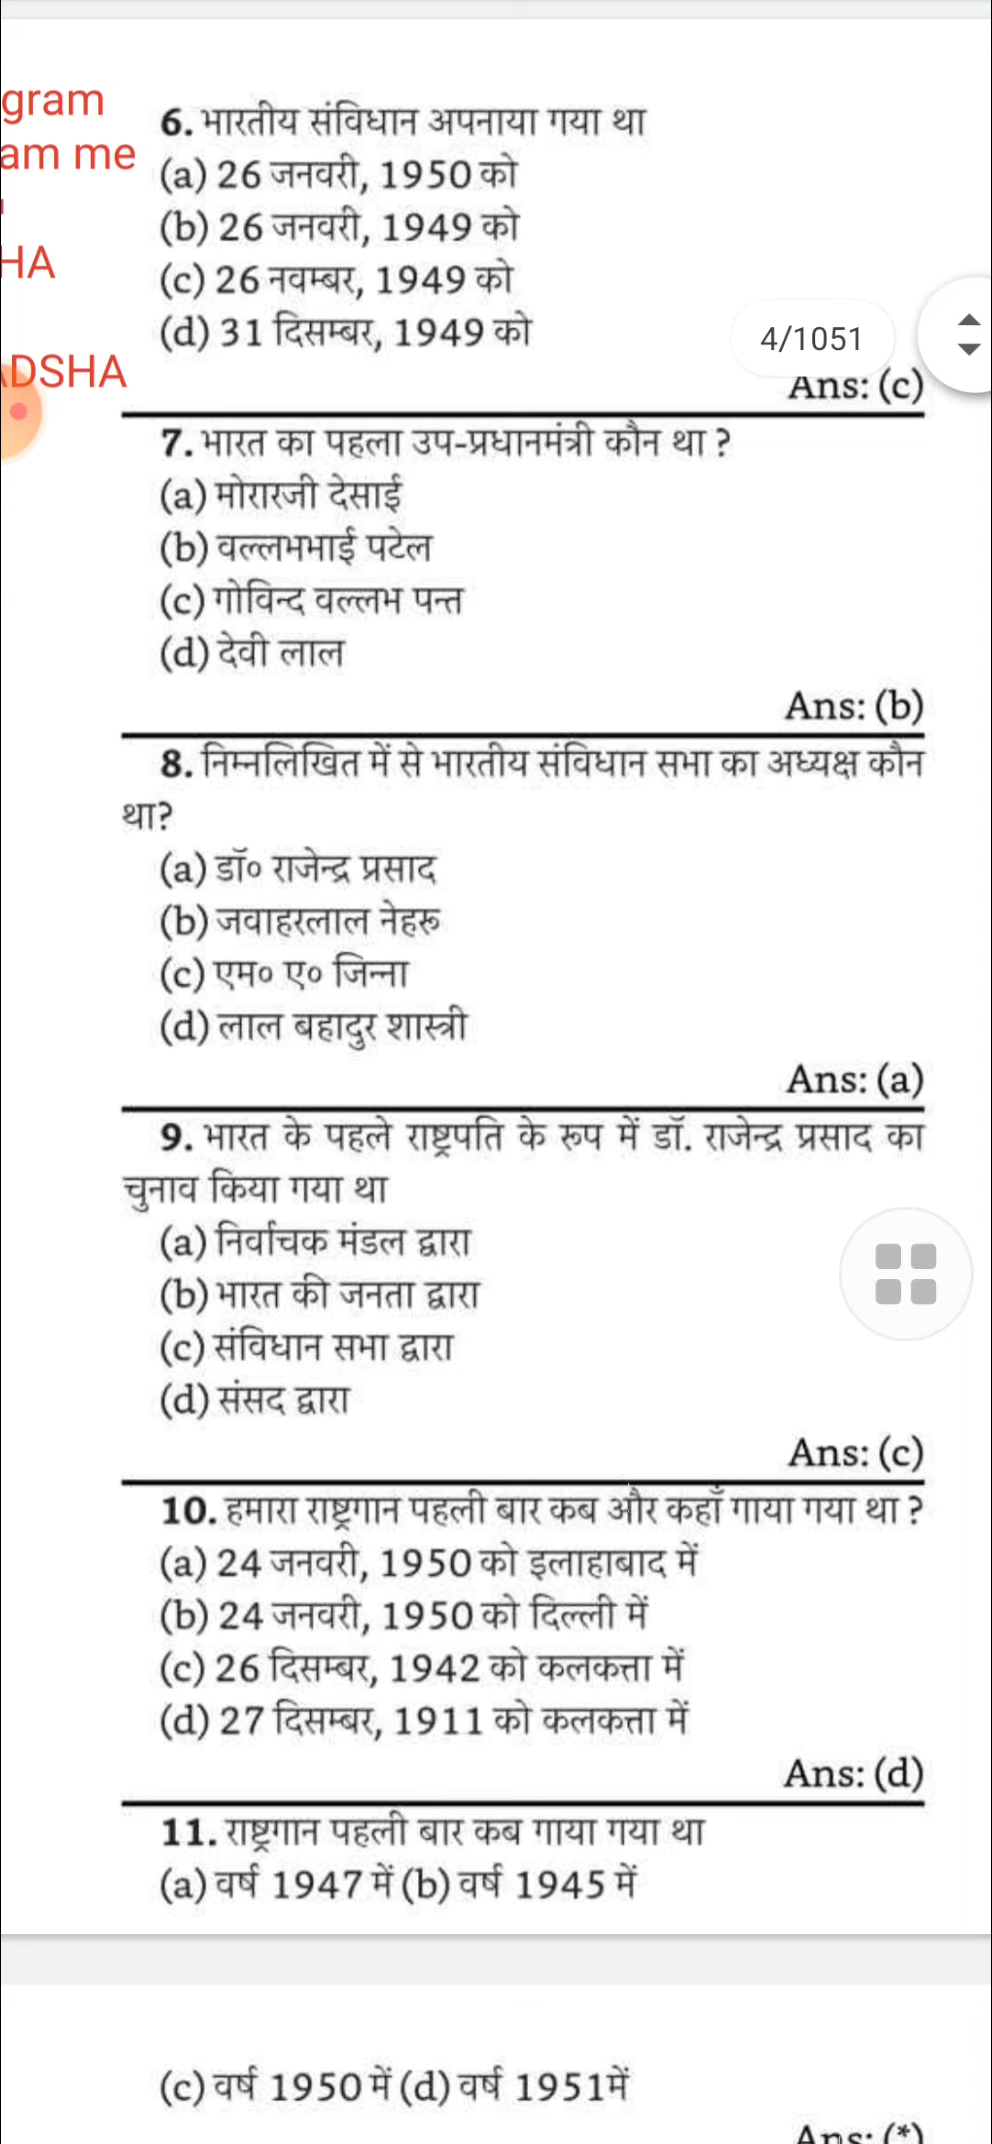 gram
am me
HA
DSHA
6. भारतीय संविधान अपनाया गया था
(a) 26 जनवरी, 1950 को
(b) 26 जनवरी, 1949 को
(c) 26 नवम्बर, 1949 को
(d) 31 दिसम्बर, 1949 को
4/1051
Ans: (c)
7. भारत का पहला उप-प्रधानमंत्री कौन था ?
(a) मोरारजी देसाई
(b) वल्लभभाई पटेल
(c) गोविन्द वल्लभ पन्त
(d) देवी लाल
Ans: (b)
8. निम्नलिखित में से भारतीय संविधान सभा का अध्यक्ष कौन
था?
(a) डॉ० राजेन्द्र प्रसाद
(b) जवाहरलाल नेहरू
(c) एम० ए० जिन्ना
(d) लाल बहादुर शास्त्री
Ans: (a)
9. भारत के पहले राष्ट्रपति के रूप में डॉ. राजेन्द्र प्रसाद का
चुनाव किया गया था
(a) निर्वाचक मंडल द्वारा
(b) भारत की जनता द्वारा
(c) संविधान सभा द्वारा
(d) संसद द्वारा
Ans: (c)
10. हमारा राष्ट्रगान पहली बार कब और कहाँ गाया गया था ?
(a) 24 जनवरी, 1950 को इलाहाबाद में
(b) 24 जनवरी, 1950 को दिल्ली में
(c) 26 दिसम्बर, 1942 को कलकत्ता में
(d) 27 दिसम्बर, 1911 को कलकत्ता में
Ans: (d)
11. राष्ट्रगान पहली बार कब गाया गया था
(a) वर्ष 1947 में (b) वर्ष 1945 में
(c) वर्ष 1950 में (d) वर्ष 1951में
Ans: (*)